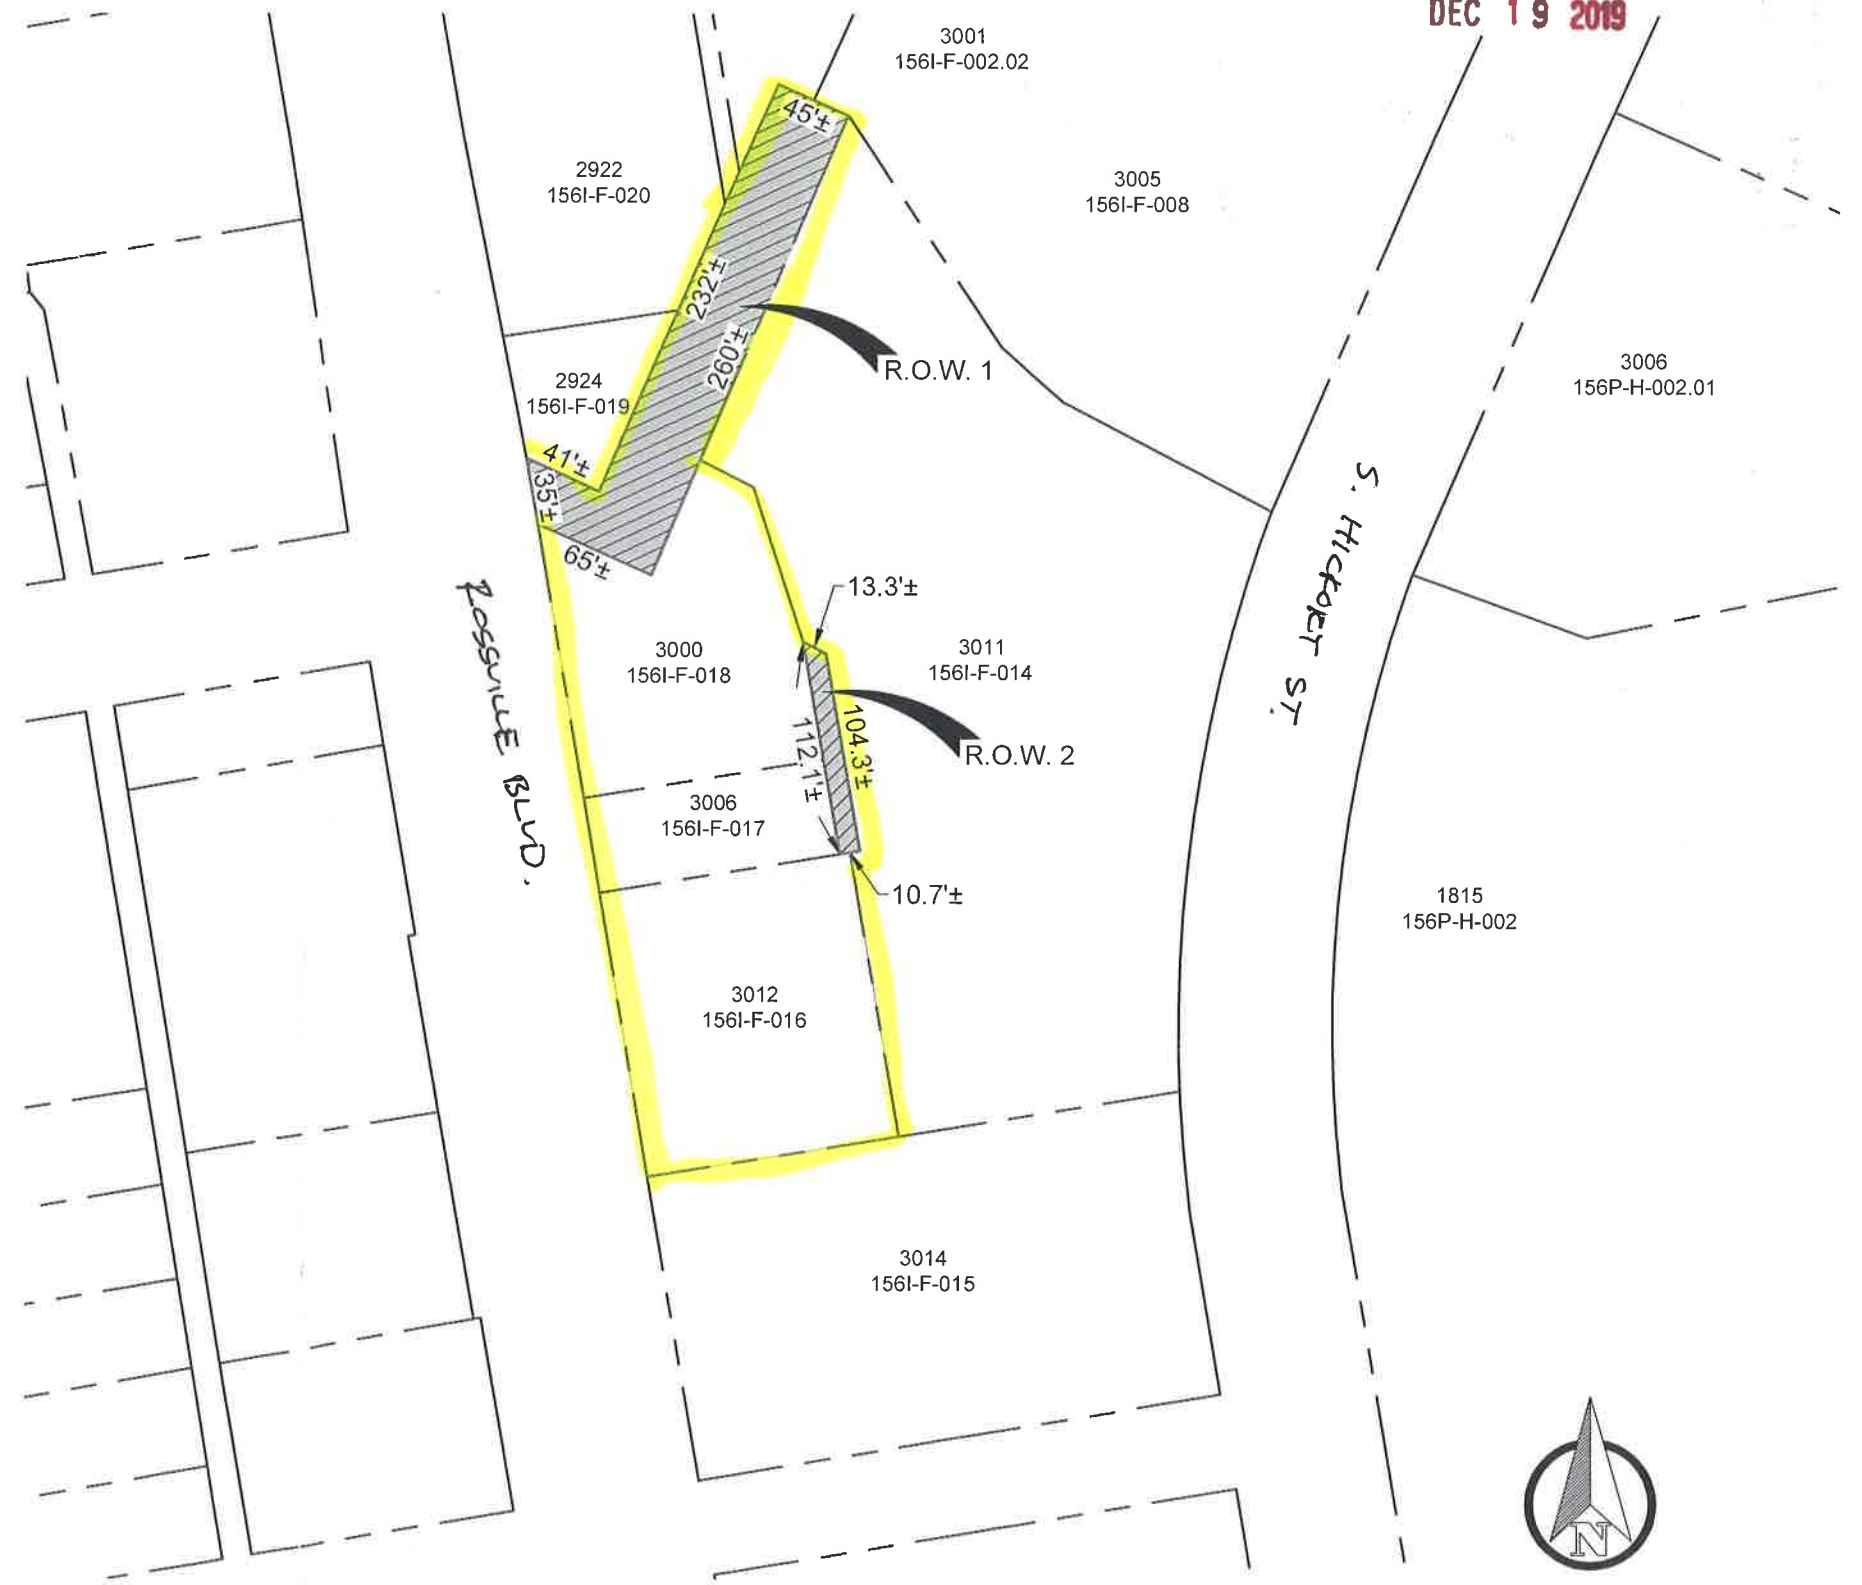 DEC 19 2019
3001
156I-F-002.02
45'±
2922
156I-F-020
3005
156I-F-008
232'±
260'±
R.O.W. 1
3006
156P-H-002.01
2924
156I-F-019
41'±
35'±
65'±
S. HICKORY ST.
13.3'±
ROSSVILLE BLVD.
3000
156I-F-018
3011
156I-F-014
112.1'±
104.3'±
R.O.W. 2
3006
156I-F-017
10.7'±
1815
156P-H-002
3012
156I-F-016
3014
156I-F-015
N